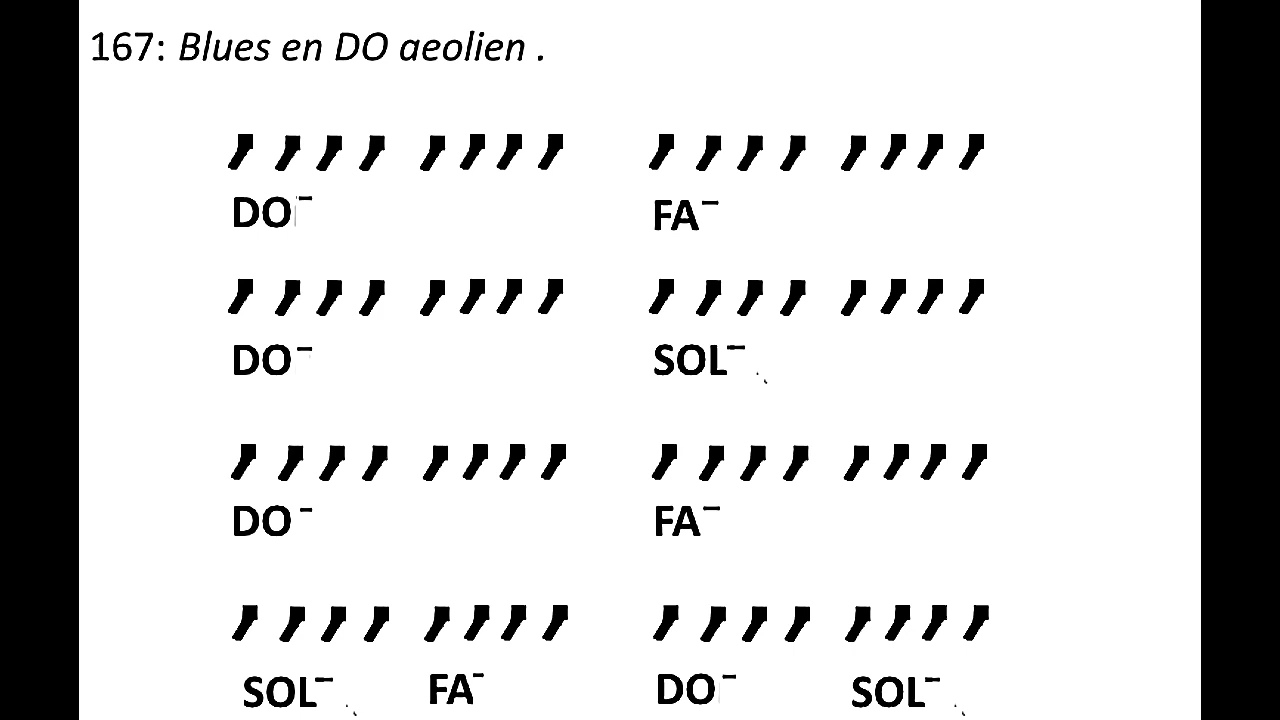 167: Blues en DO aeolien .
, , , , , , , , , , , , , , , ,
DO⁻ FA⁻
, , , , , , , , , , , , , , , ,
DO⁻ SOL⁻
, , , , , , , , , , , , , , , ,
DO⁻ FA⁻
, , , , , , , , , , , , , , , ,
SOL⁻ FA⁻ DO⁻ SOL⁻